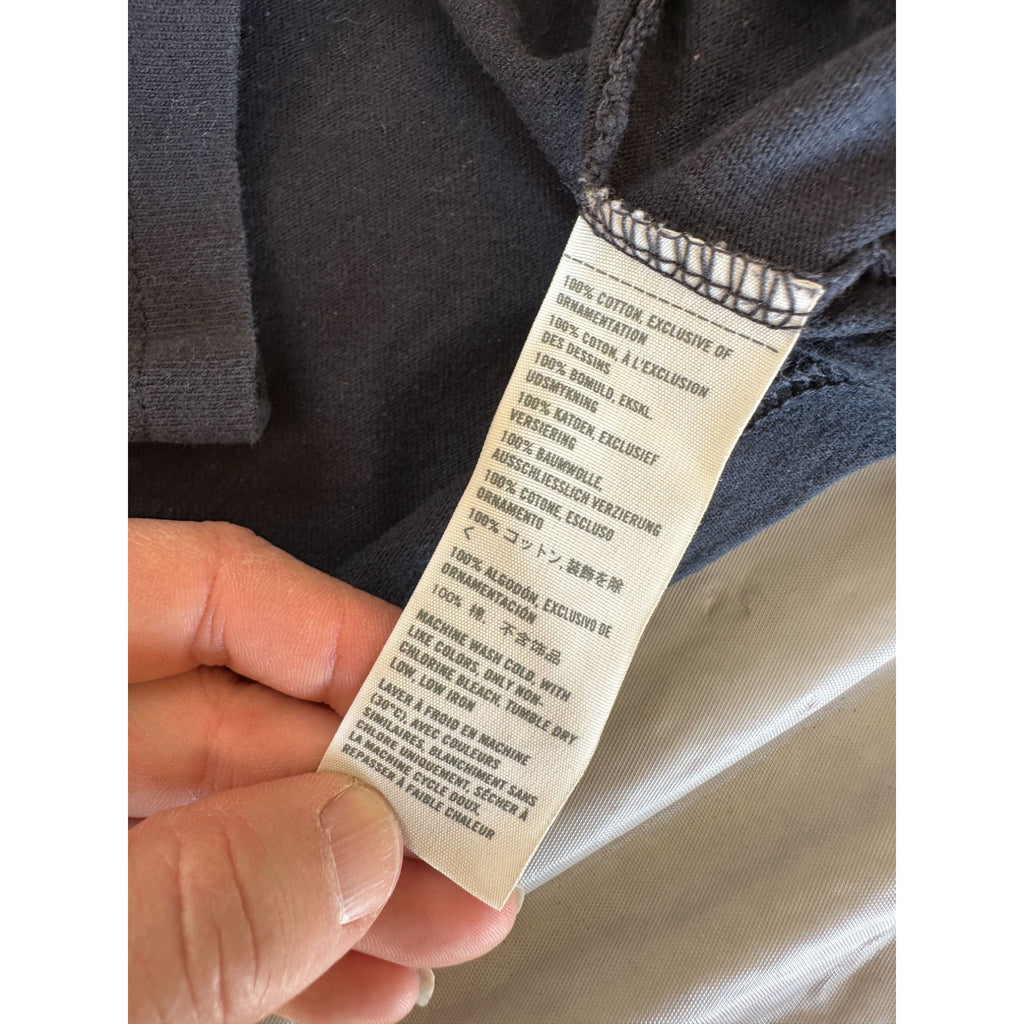 100% COTTON, EXCLUSIVE OF
ORNAMENTATION
100% COTON, À L'EXCLUSION
DES DESSINS
100% BOMULD, EKSKL.
UDSMYKNING
100% KATOEN, EXCLUSIEF
VERSIERING
100% BAUMWOLLE,
AUSSCHLIESSLICH VERZIERUNG
100% COTONE, ESCLUSO
ORNAMENTO
100% コットン, 装飾を除
く
100% ALGODÓN, EXCLUSIVO DE
ORNAMENTACIÓN
100% 棉, 不含饰品
MACHINE WASH COLD, WITH
LIKE COLORS, ONLY NON-
CHLORINE BLEACH, TUMBLE DRY
LOW, LOW IRON
LAVER À FROID EN MACHINE
(30°C), AVEC COULEURS
SIMILAIRES, BLANCHIMENT SANS
CHLORE UNIQUEMENT, SÉCHER À
LA MACHINE CYCLE DOUX,
REPASSER À FAIBLE CHALEUR